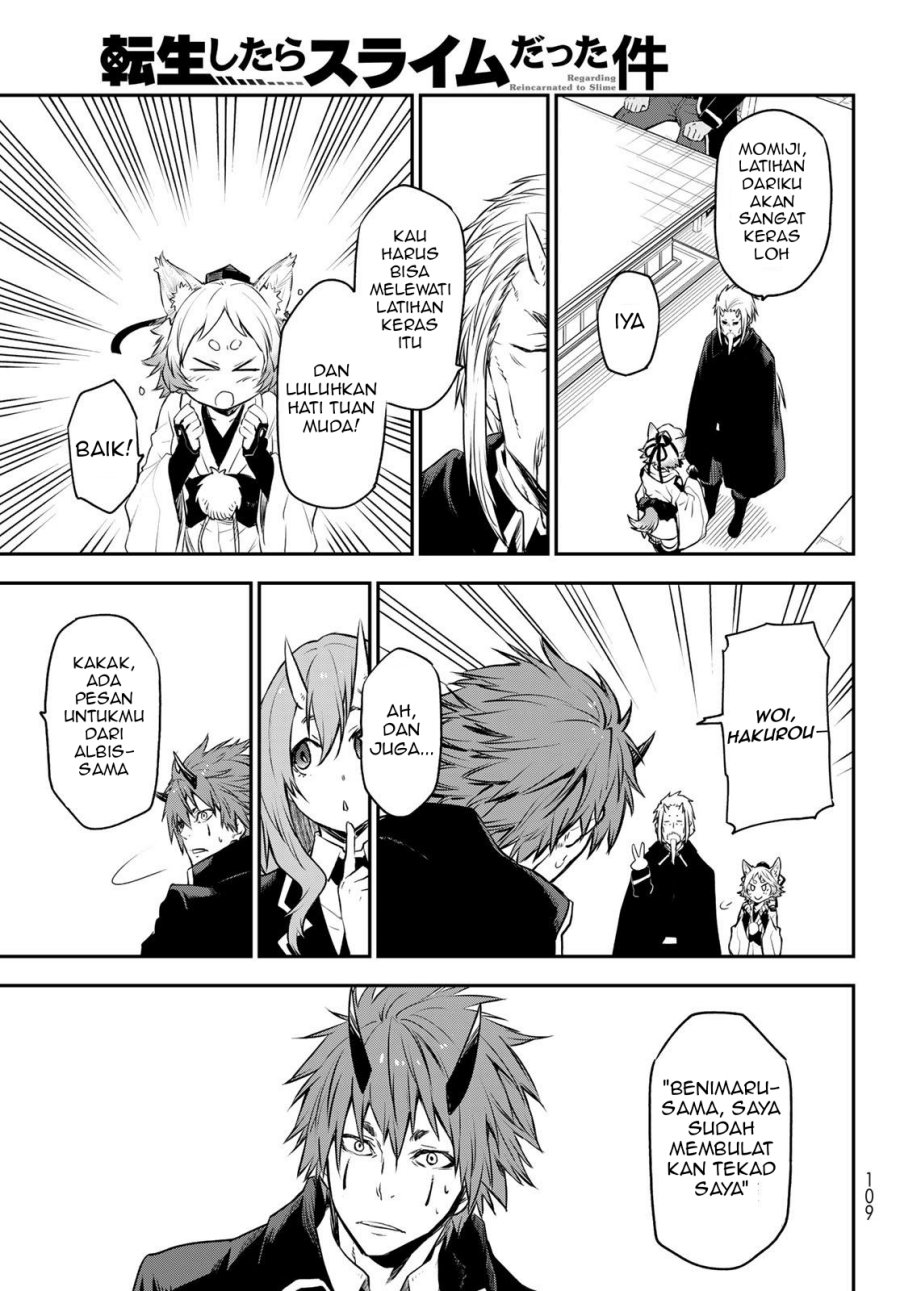 転生したらスライムだった件
Regarding
Reincarnated to Slime
MOMIJI,
LATIHAN
DARIKU
AKAN
SANGAT
KERAS
LOH
IYA
KAU
HARUS
BISA
MELEWATI
LATIHAN
KERAS
ITU
DAN
LULUHKAN
HATI TUAN
MUDA!
BAIK!
WOI,
HAKUROU-
AH,
DAN
JUGA...
KAKAK,
ADA
PESAN
UNTUKMU
DARI
ALBIS-
SAMA
"BENIMARU-
SAMA, SAYA
SUDAH
MEMBULAT
KAN TEKAD
SAYA"
109